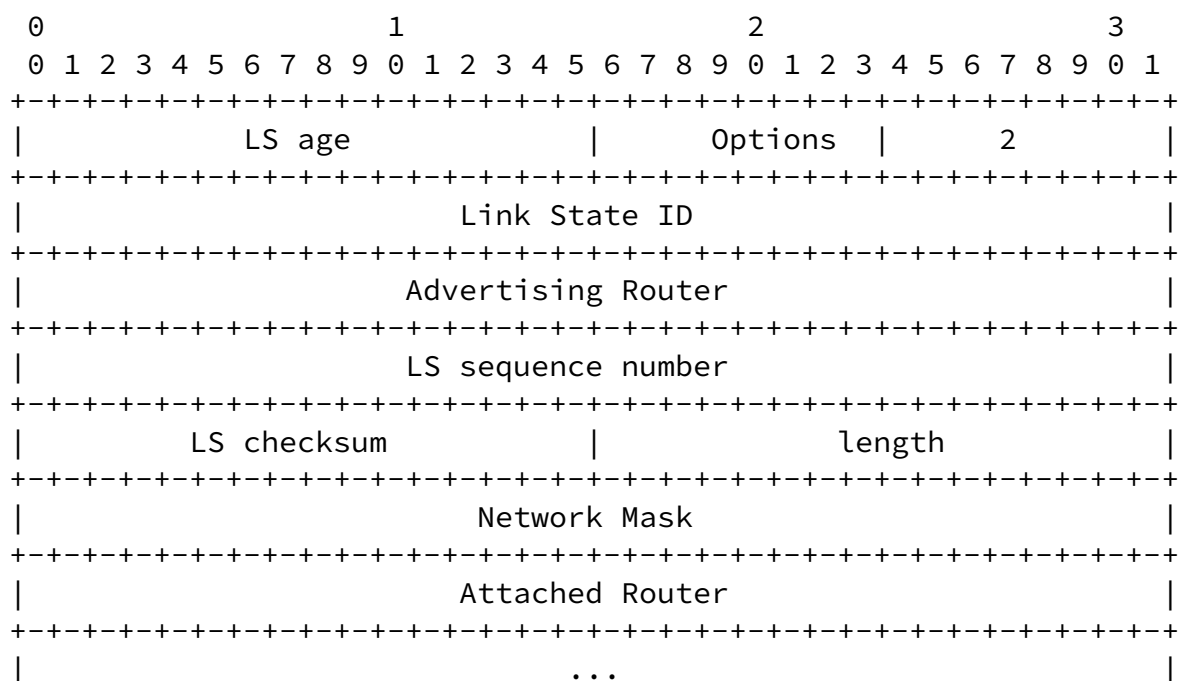 0                   1                   2                   3
0 1 2 3 4 5 6 7 8 9 0 1 2 3 4 5 6 7 8 9 0 1 2 3 4 5 6 7 8 9 0 1
+-+-+-+-+-+-+-+-+-+-+-+-+-+-+-+-+-+-+-+-+-+-+-+-+-+-+-+-+-+-+-+-+
|            LS age             |      Options  |      2        |
+-+-+-+-+-+-+-+-+-+-+-+-+-+-+-+-+-+-+-+-+-+-+-+-+-+-+-+-+-+-+-+-+
|                        Link State ID                          |
+-+-+-+-+-+-+-+-+-+-+-+-+-+-+-+-+-+-+-+-+-+-+-+-+-+-+-+-+-+-+-+-+
|                     Advertising Router                        |
+-+-+-+-+-+-+-+-+-+-+-+-+-+-+-+-+-+-+-+-+-+-+-+-+-+-+-+-+-+-+-+-+
|                     LS sequence number                        |
+-+-+-+-+-+-+-+-+-+-+-+-+-+-+-+-+-+-+-+-+-+-+-+-+-+-+-+-+-+-+-+-+
|         LS checksum           |             length            |
+-+-+-+-+-+-+-+-+-+-+-+-+-+-+-+-+-+-+-+-+-+-+-+-+-+-+-+-+-+-+-+-+
|                         Network Mask                          |
+-+-+-+-+-+-+-+-+-+-+-+-+-+-+-+-+-+-+-+-+-+-+-+-+-+-+-+-+-+-+-+-+
|                        Attached Router                        |
+-+-+-+-+-+-+-+-+-+-+-+-+-+-+-+-+-+-+-+-+-+-+-+-+-+-+-+-+-+-+-+-+
|                              ...                              |